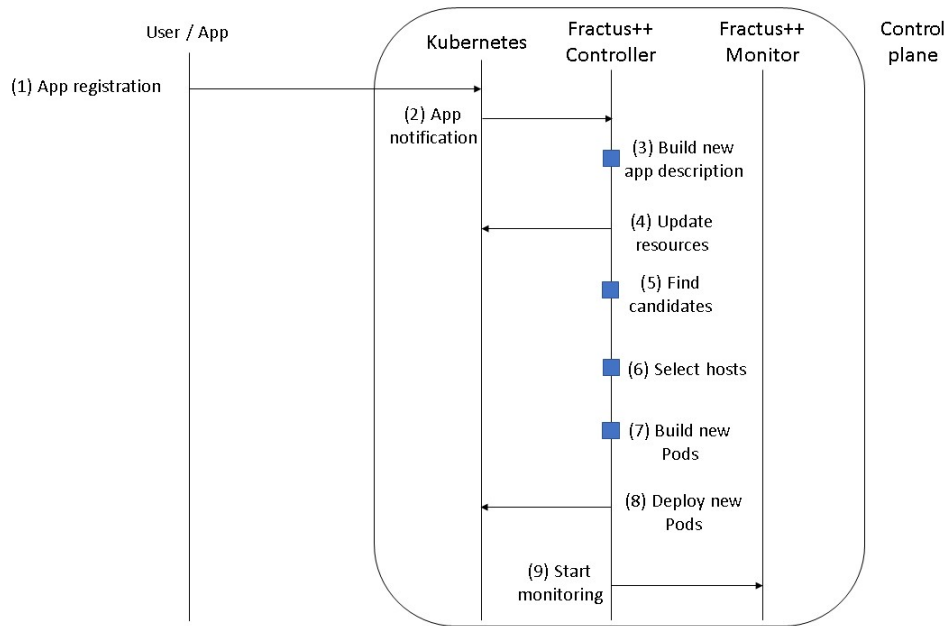 User / App
Kubernetes
Fractus++
Controller
Fractus++
Monitor
Control
plane
(1) App registration
(2) App
notification
(3) Build new
app description
(4) Update
resources
(5) Find
candidates
(6) Select hosts
(7) Build new
Pods
(8) Deploy new
Pods
(9) Start
monitoring